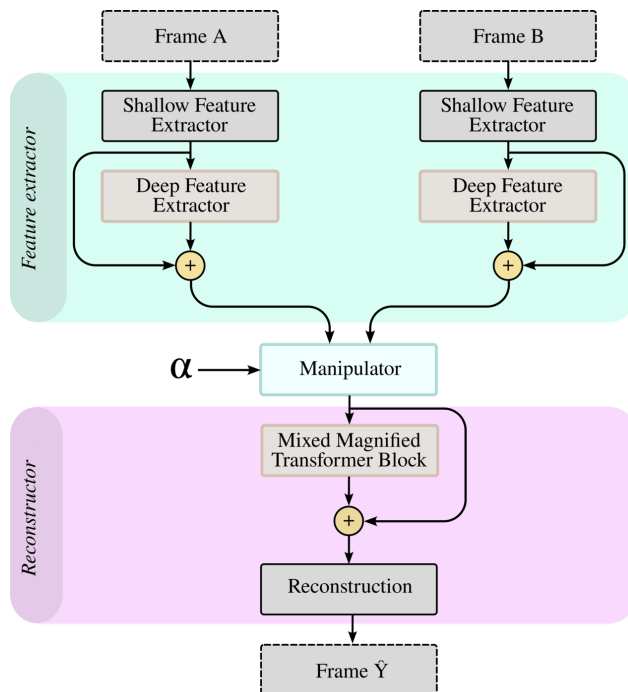 Frame A
Frame B
Feature extractor
Shallow Feature
Extractor
Shallow Feature
Extractor
Deep Feature
Extractor
Deep Feature
Extractor
+
+
α
Manipulator
Reconstructor
Mixed Magnified
Transformer Block
+
Reconstruction
Frame Ŷ